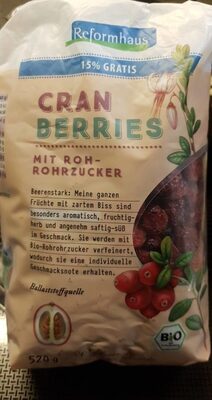 Reformhaus®
15% GRATIS
CRAN
BERRIES
MIT ROH-
ROHRZUCKER
Beerenstark: Meine ganzen
Früchte mit zartem Biss sind
besonders aromatisch, fruchtig-
herb und angenehm saftig-süß
im Geschmack. Sie werden mit
Bio-Rohrohrzucker verfeinert,
wodurch sie eine individuelle
Geschmacksnote erhalten.
Ballaststoffquelle
BIO
520 g